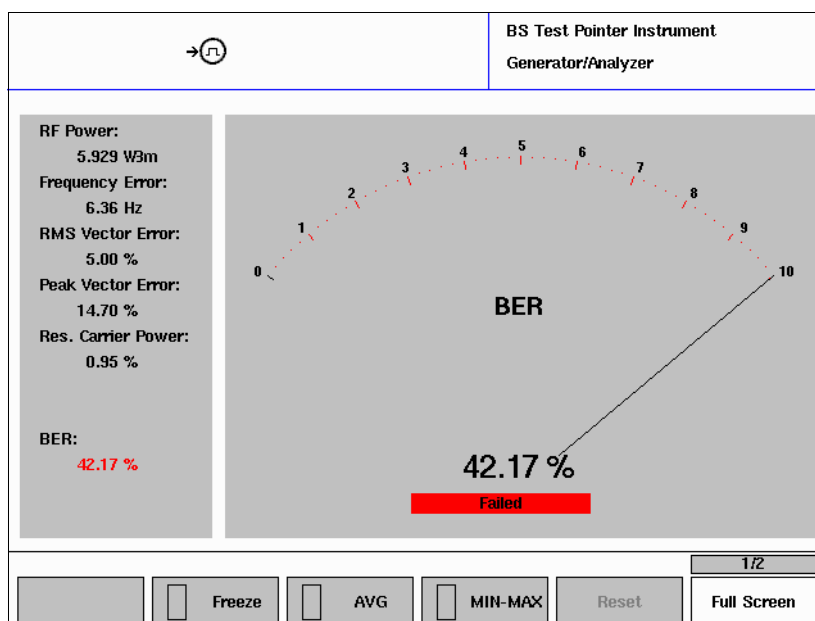 BS Test Pointer Instrument
Generator/Analyzer
RF Power:
5.929 W3m
Frequency Error:
6.36 Hz
RMS Vector Error:
5.00 %
Peak Vector Error:
14.70 %
Res. Carrier Power:
0.95 %
BER:
42.17 %
0 1 2 3 4 5 6 7 8 9 10
BER
42.17 %
Failed
1/2
Freeze AVG MIN-MAX Reset Full Screen